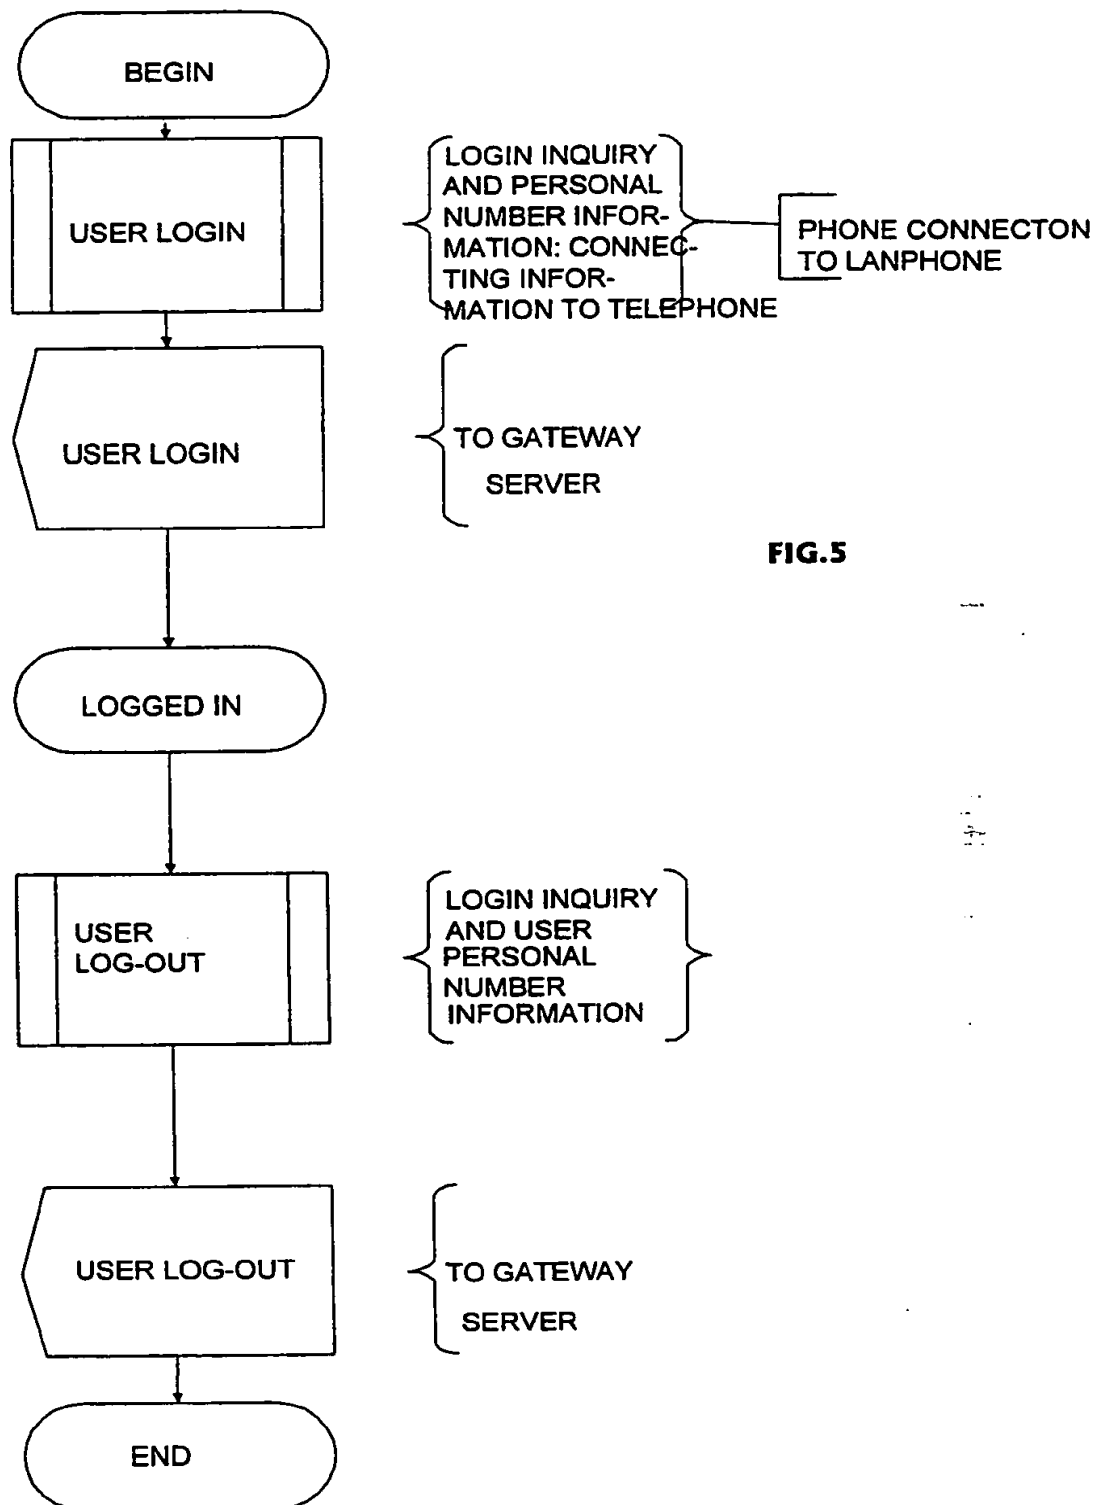 BEGIN
USER LOGIN
LOGIN INQUIRY
AND PERSONAL
NUMBER INFOR-
MATION: CONNEC-
TING INFOR-
MATION TO TELEPHONE
PHONE CONNECTON
TO LANPHONE
USER LOGIN
TO GATEWAY
SERVER
FIG.5
LOGGED IN
USER
LOG-OUT
LOGIN INQUIRY
AND USER
PERSONAL
NUMBER
INFORMATION
USER LOG-OUT
TO GATEWAY
SERVER
END